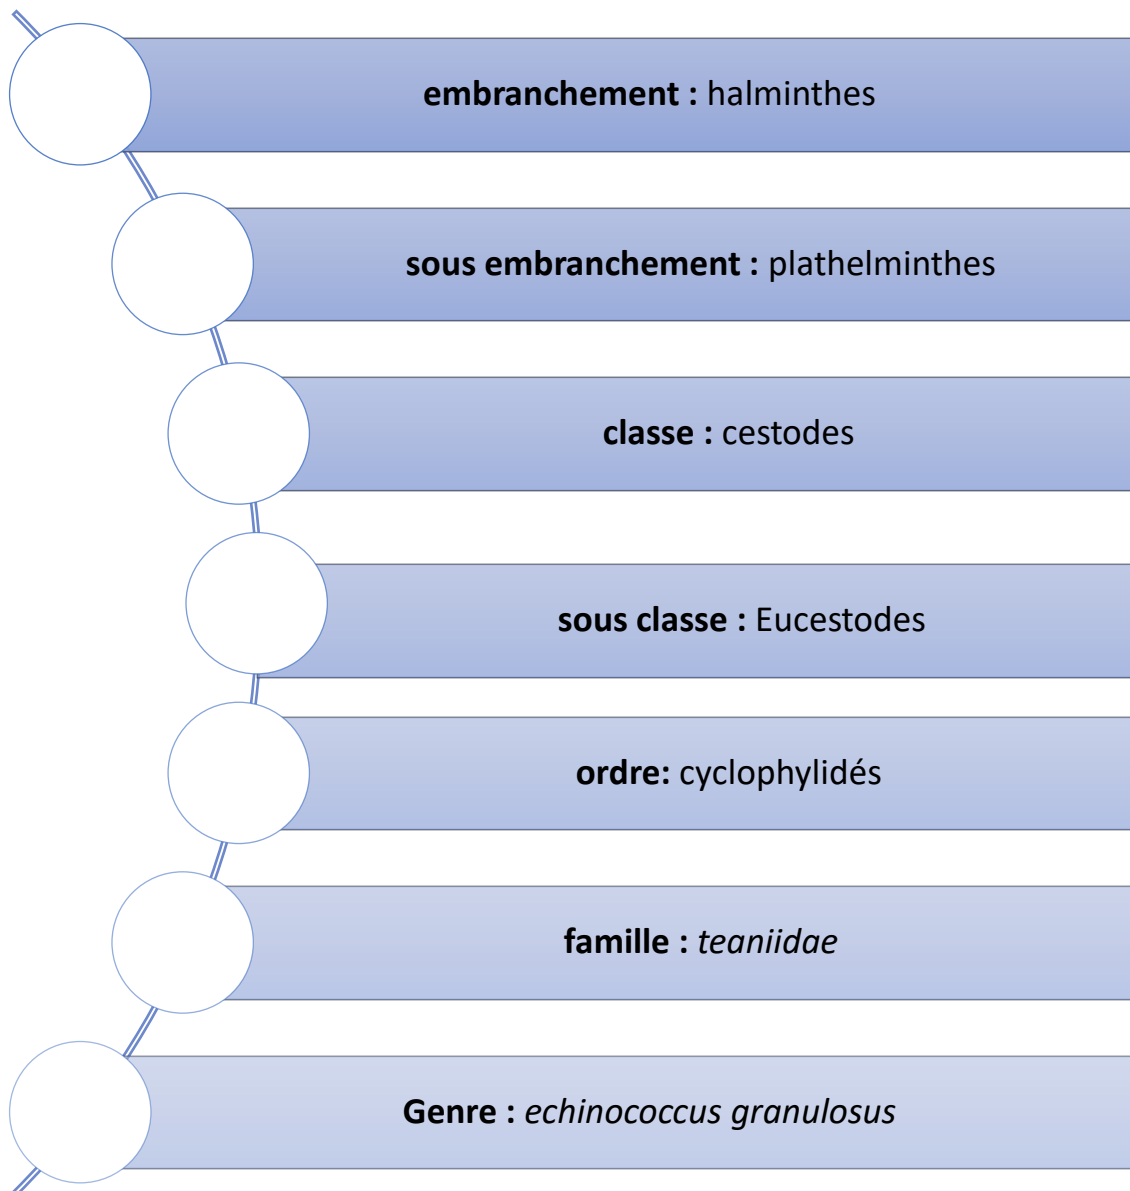 embranchement : halminthes
sous embranchement : plathelminthes
classe : cestodes
sous classe : Eucestodes
ordre: cyclophylidés
famille : teaniidae
Genre : echinococcus granulosus